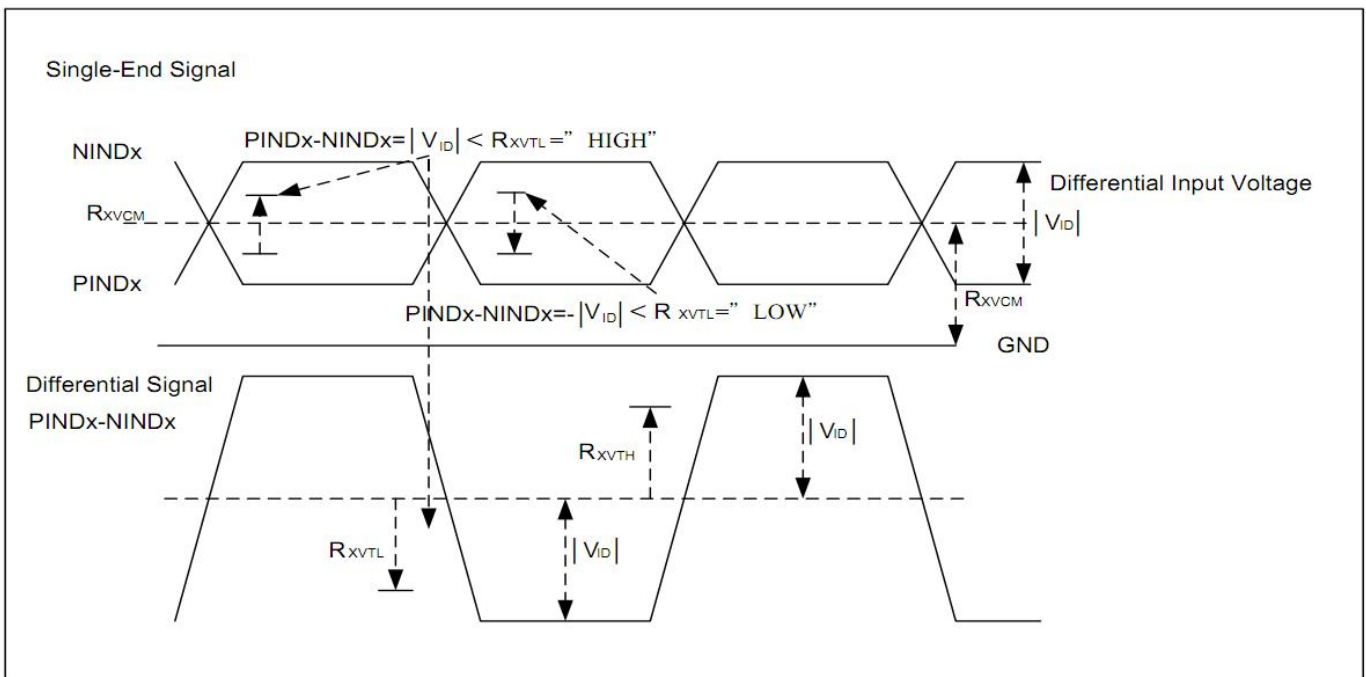 Single-End Signal
PINDx-NINDx=|VID| < RXVTL=” HIGH”
NINDx
Differential Input Voltage
RXVCM
|VID|
PINDx
RXVCM
PINDx-NINDx=-|VID| < R XVTL=” LOW”
GND
Differential Signal
PINDx-NINDx
|VID|
RXVTH
RXVTL
|VID|